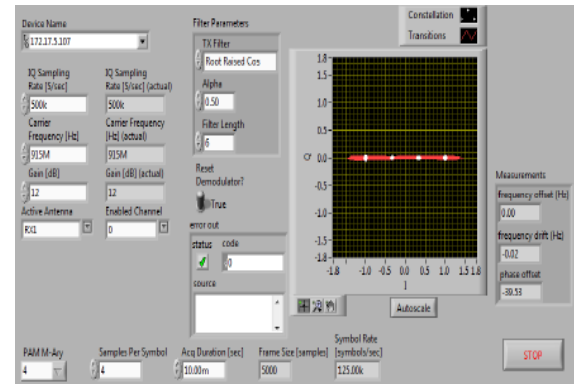 Device Name
172.17.5.107
IQ Sampling
Rate [S/sec]
500k
IQ Sampling
Rate [S/sec] (actual)
500k
Carrier
Frequency [Hz]
915M
Carrier Frequency
[Hz] (actual)
915M
Gain [dB]
12
Gain [dB] (actual)
12
Active Antenna
RX1
Enabled Channel
0
Filter Parameters
TX Filter
Root Raised Cos
Alpha
0.50
Filter Length
6
Reset
Demodulator?
True
error out
status code
0
source
Constellation
Transitions
1.8
1.5
1.0
0.5
Q 0.0
-0.5
-1.0
-1.5
-1.8
-1.8 -1.0 -0.5 0.0 0.5 1.0 1.5 1.8
I
Autoscale
Measurements
frequency offset (Hz)
0.00
frequency drift (Hz)
-0.02
phase offset
-39.53
PAM M-Ary
4
Samples Per Symbol
4
Acq Duration [sec]
10.00m
Frame Size [samples]
5000
Symbol Rate
[symbols/sec]
125.00k
STOP